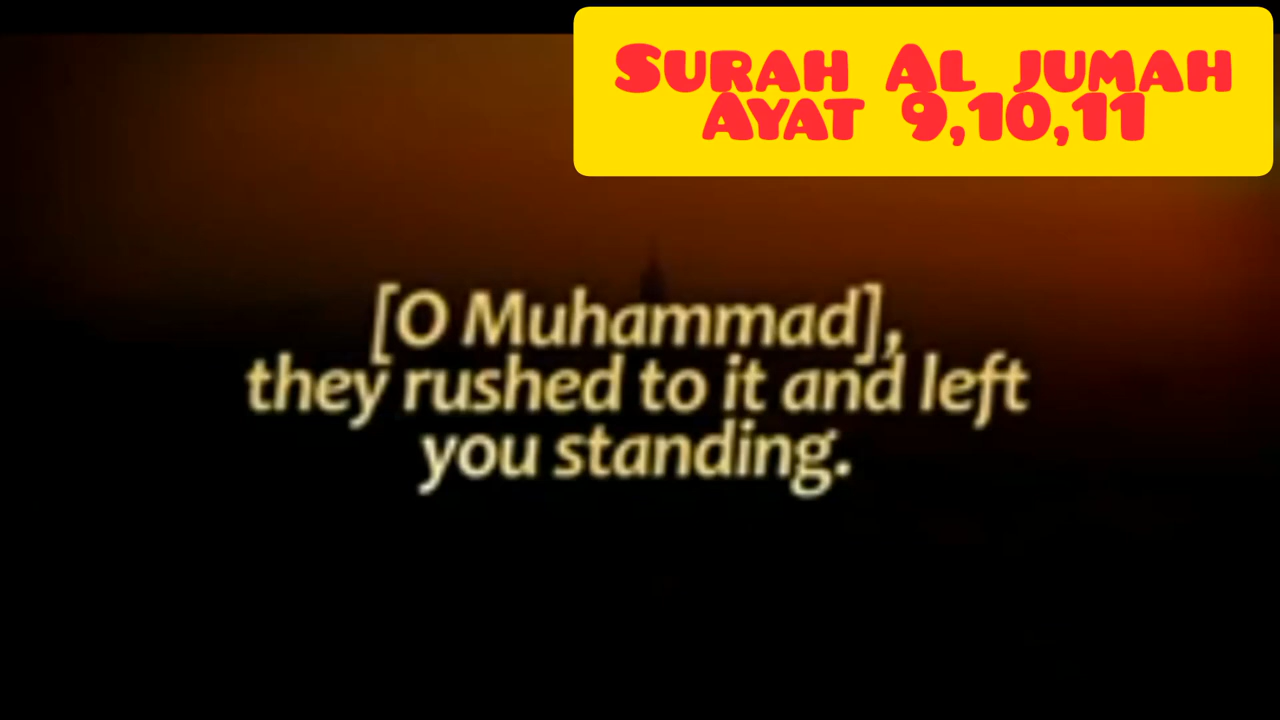 Surah Al jumah
Ayat 9,10,11
[O Muhammad],
they rushed to it and left
you standing.